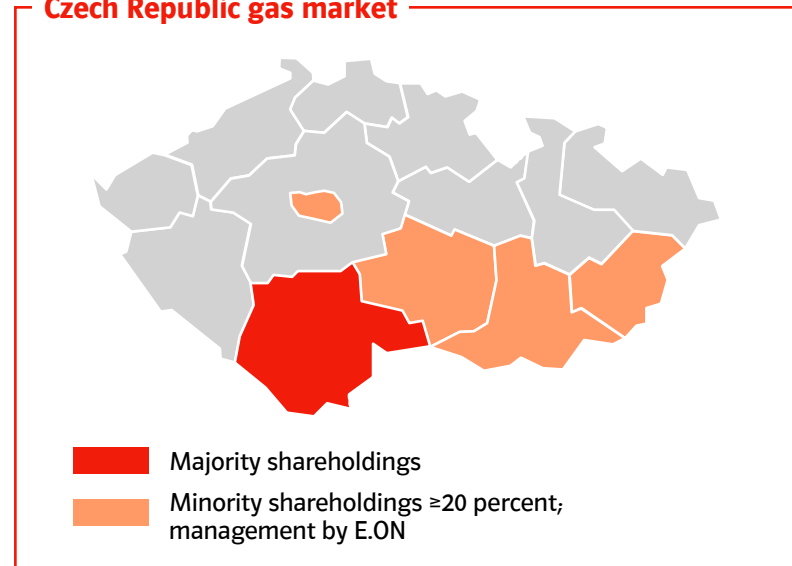 Czech Republic gas market
Majority shareholdings
Minority shareholdings ≥20 percent;
management by E.ON